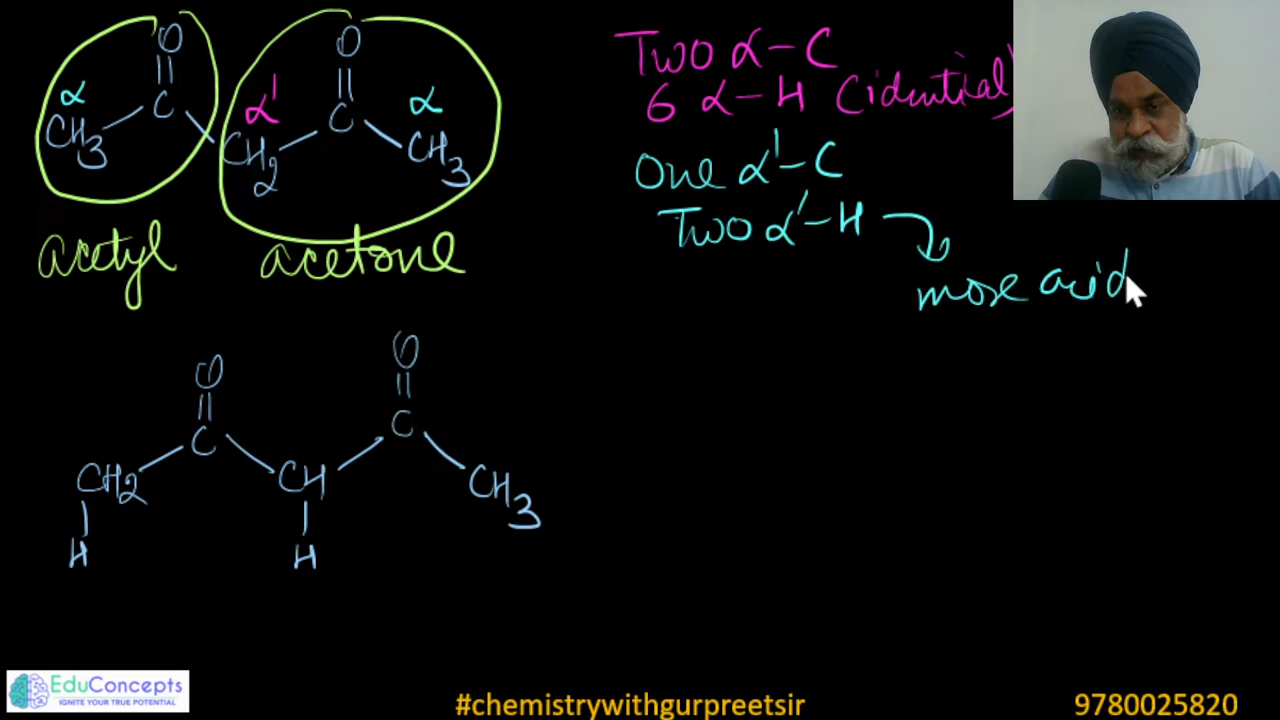 O O
α || α' || α
CH3 C CH2 C CH3
acetyl acetone
Two α-C
6 α-H (idential)
One α'-C
Two α'-H
more acid
O O
|| ||
C C
CH2 CH CH3
H H
EduConcepts
IGNITE YOUR TRUE POTENTIAL
#chemistrywithgurpreetsir
9780025820